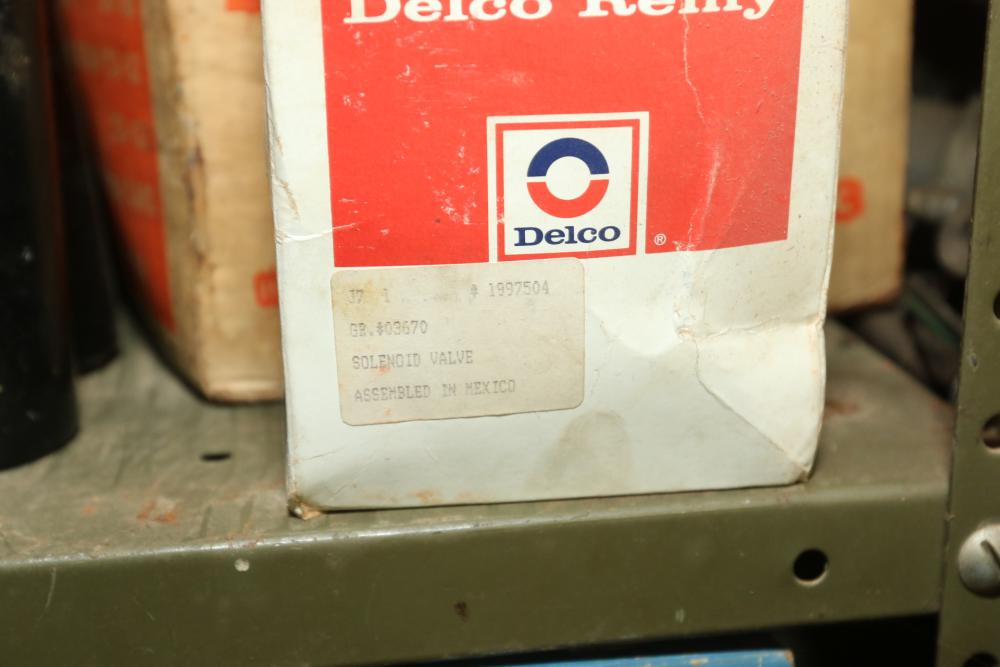 Delco Remy
Delco
®
# 1997504
GR.#03670
SOLENOID VALVE
ASSEMBLED IN MEXICO